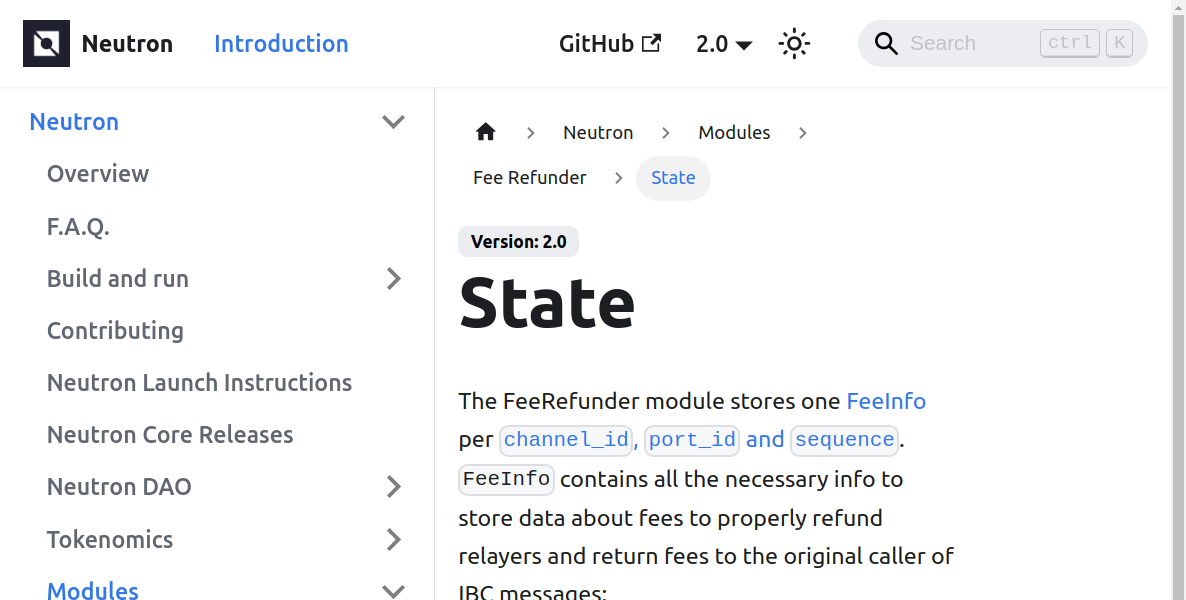 Neutron Introduction GitHub 2.0 Search ctrl K
Neutron
Overview
F.A.Q.
Build and run
Contributing
Neutron Launch Instructions
Neutron Core Releases
Neutron DAO
Tokenomics
Modules
Neutron Modules
Fee Refunder State
Version: 2.0
State
The FeeRefunder module stores one FeeInfo
per channel_id, port_id and sequence.
FeeInfo contains all the necessary info to
store data about fees to properly refund
relayers and return fees to the original caller of
IBC messages: